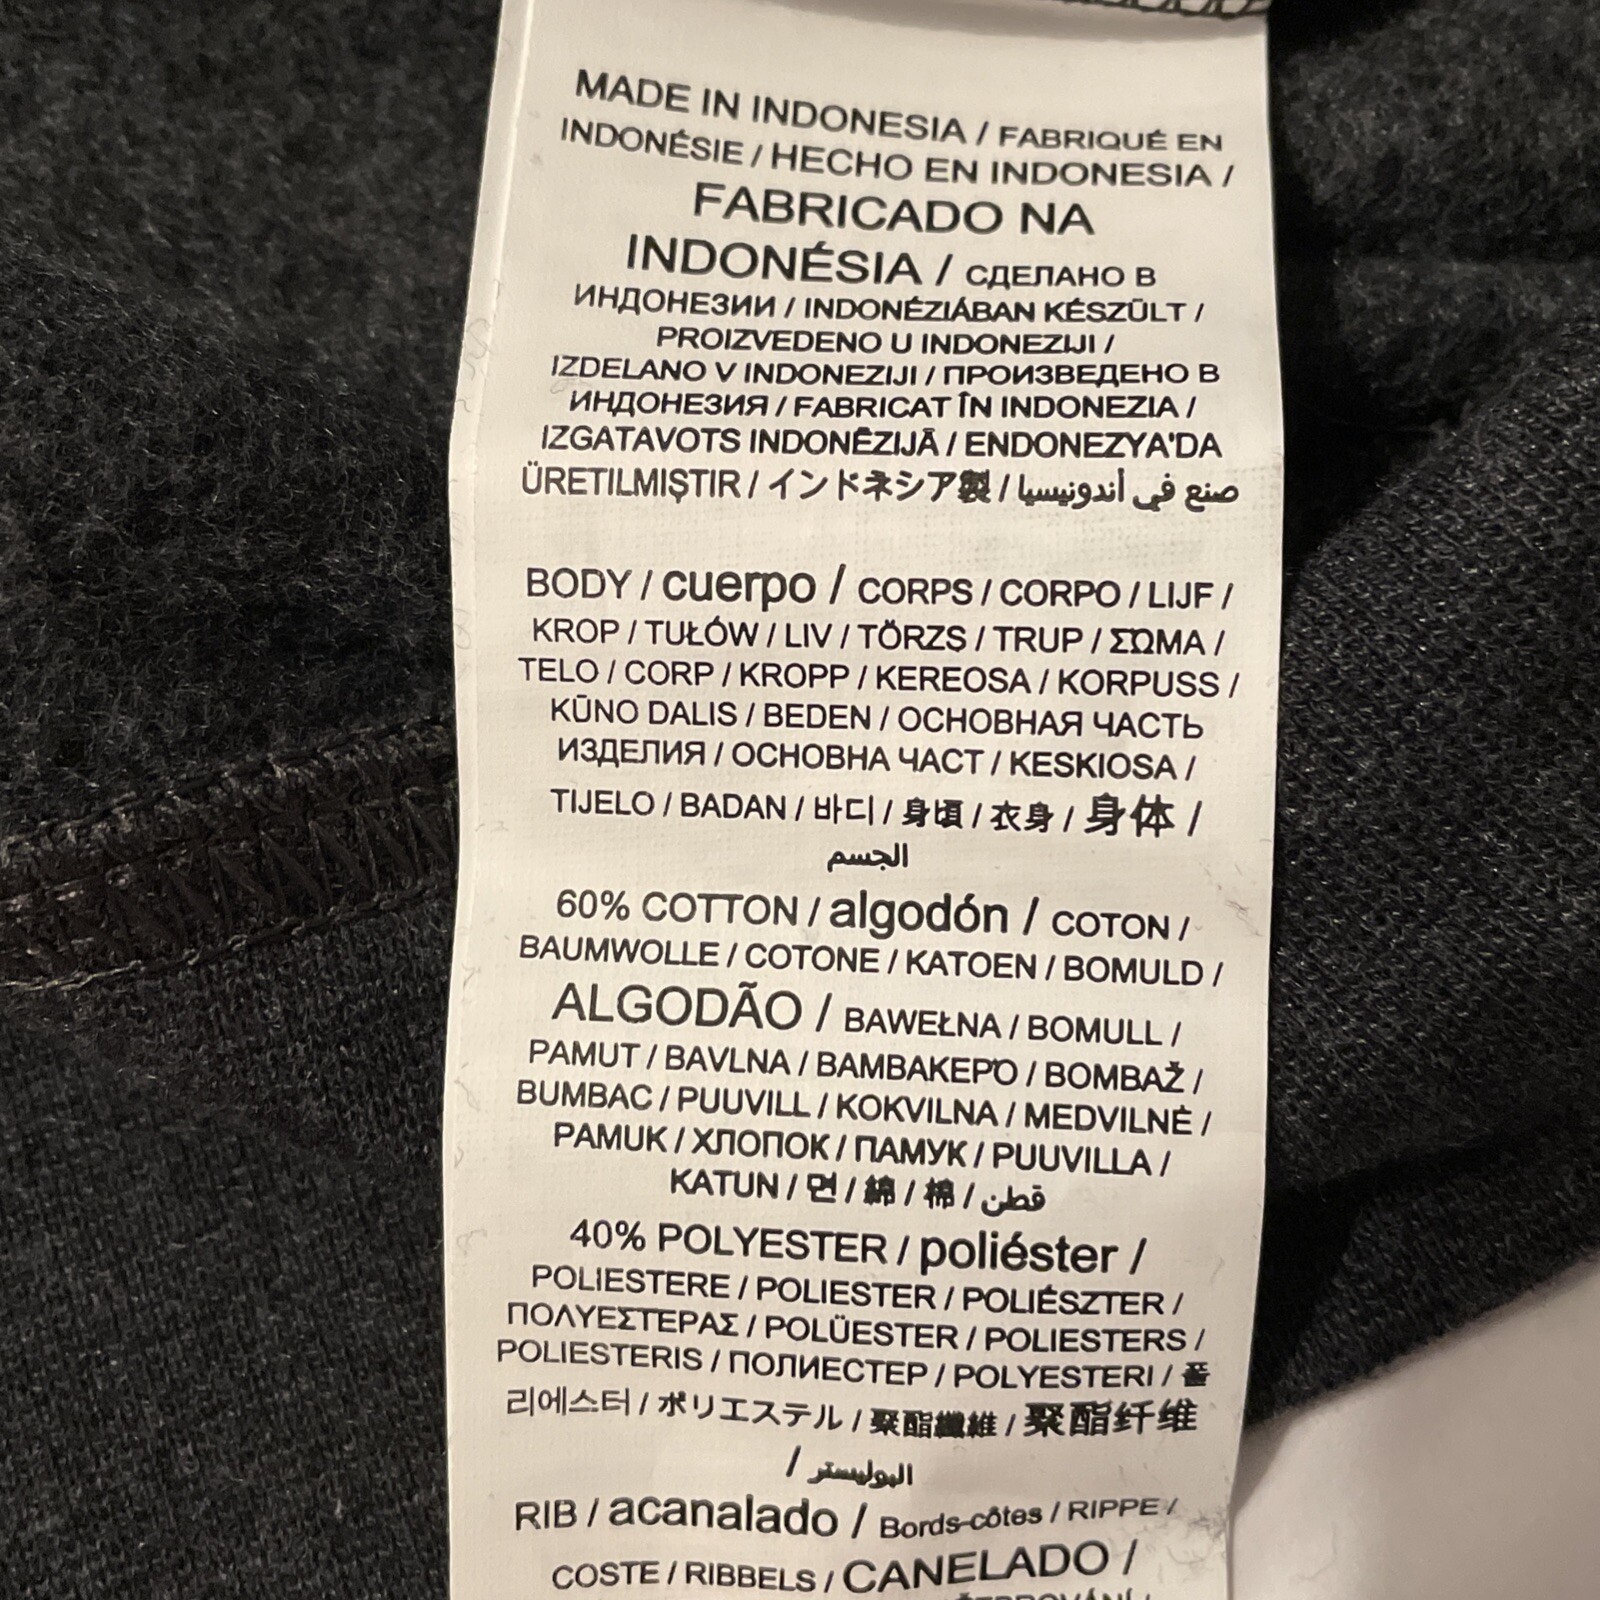 MADE IN INDONESIA / FABRIQUÉ EN
INDONÉSIE / HECHO EN INDONESIA /
FABRICADO NA
INDONÉSIA / СДЕЛАНО В
ИНДОНЕЗИИ / INDONÉZIÁBAN KÉSZÜLT /
PROIZVEDENO U INDONEZIJI /
IZDELANO V INDONEZIJI / ПРОИЗВЕДЕНО В
ИНДОНЕЗИЯ / FABRICAT ÎN INDONEZIA /
IZGATAVOTS INDONĒZIJĀ / ENDONEZYA'DA
ÜRETILMIŞTIR / インドネシア製 / صنع في أندونيسيا
BODY / cuerpo / CORPS / CORPO / LIJF /
KROP / TUŁÓW / LIV / TÖRZS / TRUP / ΣΩΜΑ /
TELO / CORP / KROPP / KEREOSA / KORPUSS /
KŪNO DALIS / BEDEN / ОСНОВНАЯ ЧАСТЬ
ИЗДЕЛИЯ / ОСНОВНА ЧАСТ / KESKIOSA /
TIJELO / BADAN / 바디 / 身頃 / 衣身 / 身体 /
الجسم
60% COTTON / algodón / COTON /
BAUMWOLLE / COTONE / KATOEN / BOMULD /
ALGODÃO / BAWEŁNA / BOMULL /
PAMUT / BAVLNA / ΒΑΜΒΑΚΕΡΌ / BOMBAŽ /
BUMBAC / PUUVILL / KOKVILNA / MEDVILNĖ /
PAMUK / ХЛОПОК / ПАМУК / PUUVILLA /
KATUN / 면 / 綿 / 棉 / قطن
40% POLYESTER / poliéster /
POLIESTERE / POLIESTER / POLIÉSZTER /
ΠΟΛΥΕΣΤΕΡΑΣ / POLÜESTER / POLIESTERS /
POLIESTERIS / ПОЛИЕСТЕР / POLYESTERI / 폴
리에스터 / ポリエステル / 聚酯纖維 / 聚酯纤维
/ البوليستر
RIB / acanalado / Bords-côtes / RIPPE /
COSTE / RIBBELS / CANELADO /